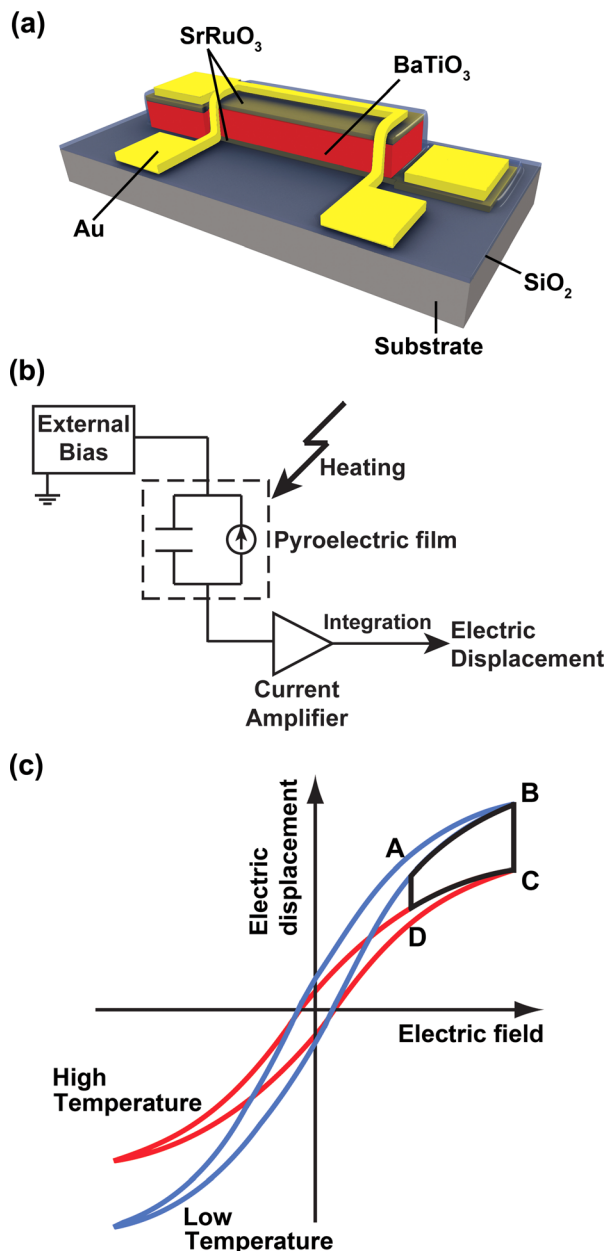 (a)
SrRuO₃
BaTiO₃
Au
SiO₂
Substrate
(b)
External
Bias
Heating
Pyroelectric film
Integration
Electric
Displacement
Current
Amplifier
(c)
Electric
displacement
B
A
C
D
Electric field
High
Temperature
Low
Temperature